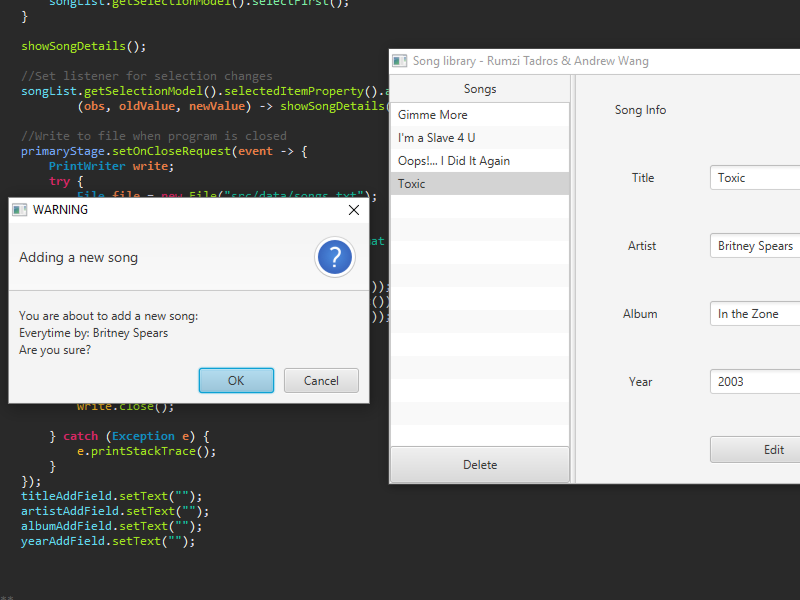 songList.getSelectionModel().selectFirst();
}
showSongDetails();
//Set listener for selection changes
songList.getSelectionModel().selectedItemProperty().a
(obs, oldValue, newValue) -> showSongDetails(
//Write to file when program is closed
primaryStage.setOnCloseRequest(event -> {
PrintWriter write;
try {
File file = new File("src/data/songs.txt");
at
));
());
));
write.close();
} catch (Exception e) {
e.printStackTrace();
}
});
titleAddField.setText("");
artistAddField.setText("");
albumAddField.setText("");
yearAddField.setText("");
WARNING
Adding a new song
?
You are about to add a new song:
Everytime by: Britney Spears
Are you sure?
OK
Cancel
Song library - Rumzi Tadros & Andrew Wang
Songs
Gimme More
I'm a Slave 4 U
Oops!... I Did It Again
Toxic
Delete
Song Info
Title
Toxic
Artist
Britney Spears
Album
In the Zone
Year
2003
Edit